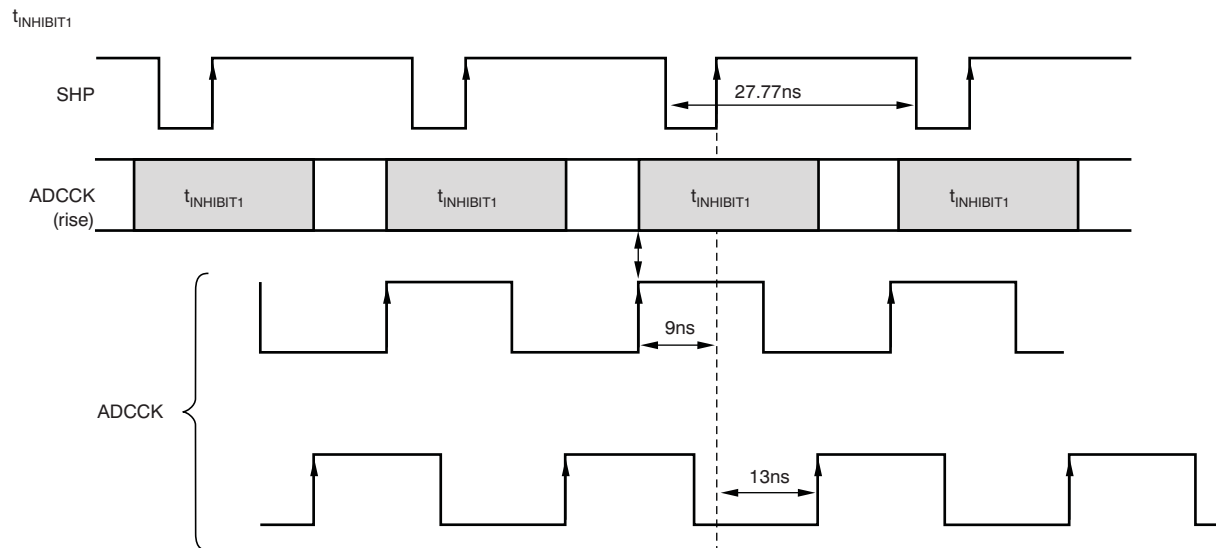 tINHIBIT1
SHP
27.77ns
ADCCK
(rise)
tINHIBIT1
tINHIBIT1
tINHIBIT1
tINHIBIT1
9ns
ADCCK
13ns